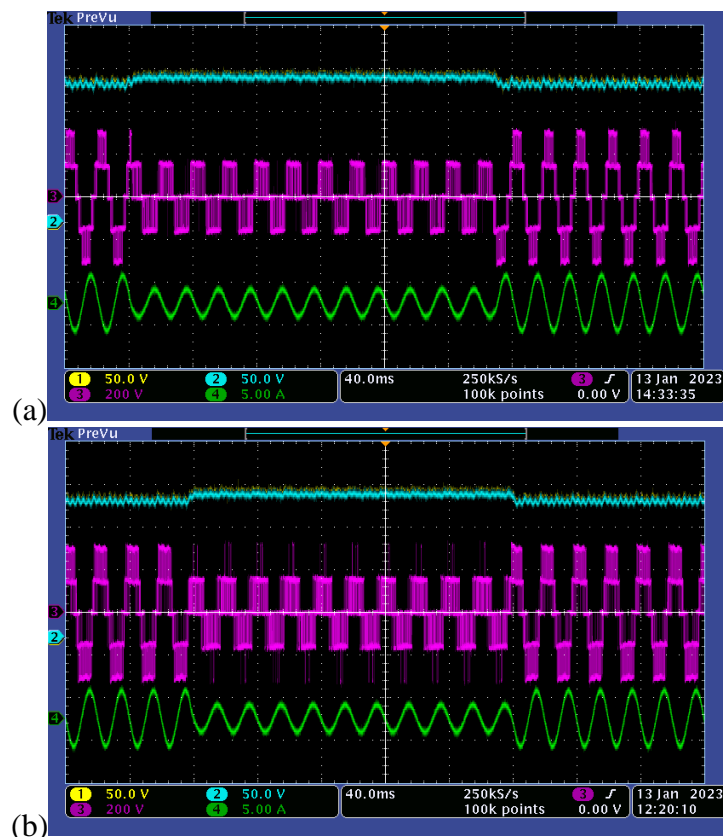 Tek PreVu
3
2
4
1 50.0 V 2 50.0 V 40.0ms 250kS/s 3 13 Jan 2023
3 200 V 4 5.00 A 100k points 0.00 V 14:33:35
(a)
Tek PreVu
3
2
4
1 50.0 V 2 50.0 V 40.0ms 250kS/s 3 13 Jan 2023
3 200 V 4 5.00 A 100k points 0.00 V 12:20:10
(b)